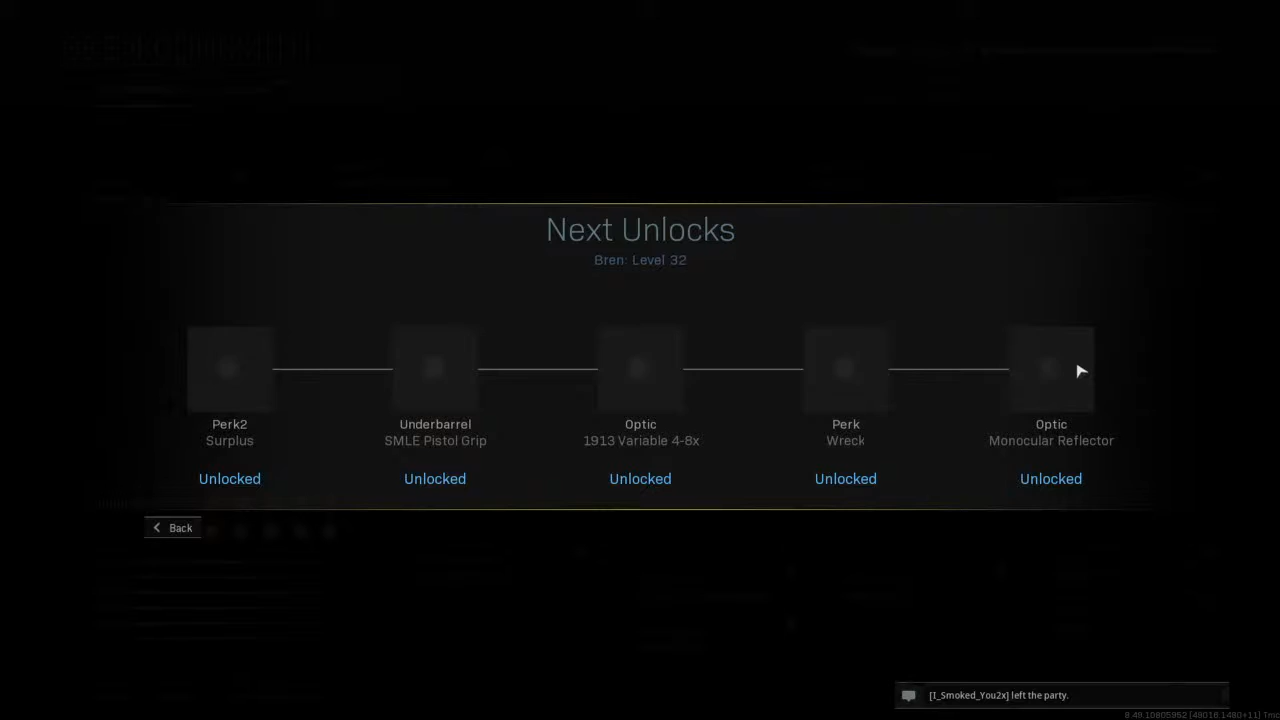 Next Unlocks
Bren: Level 32
Perk2
Surplus
Unlocked
Underbarrel
SMLE Pistol Grip
Unlocked
Optic
1913 Variable 4-8x
Unlocked
Perk
Wreck
Unlocked
Optic
Monocular Reflector
Unlocked
Back
[I_Smoked_You2x] left the party.